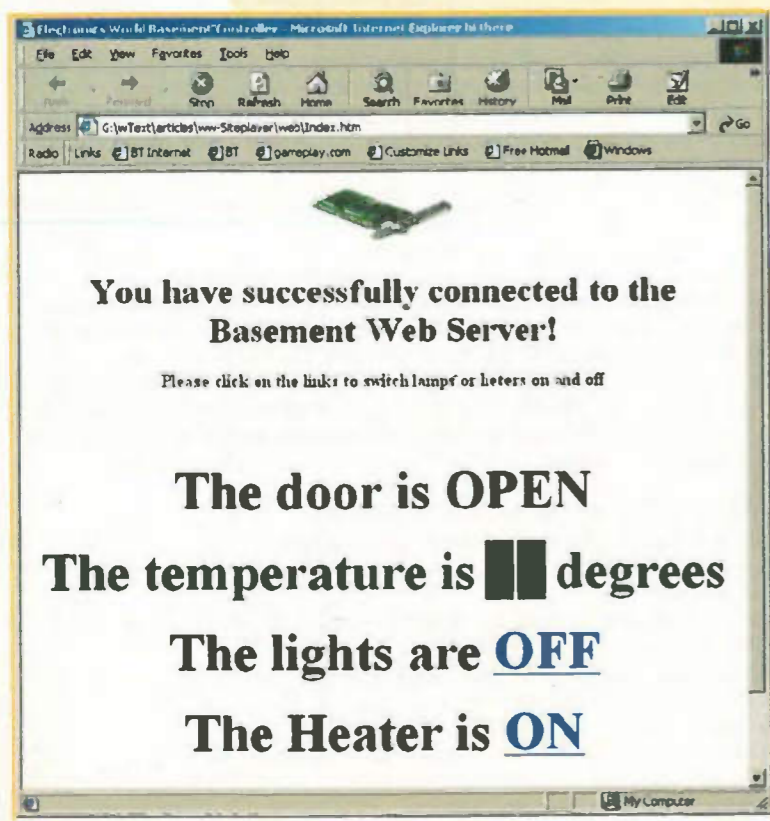 Electronics World Basement Controller - Microsoft Internet Explorer hi there
File Edit View Favorites Tools Help
Back Forward Stop Refresh Home Search Favorites History Mail Print Edit
Address G:\wText\articles\ww-Siteplayer\web\Index.htm Go
Radio Links BT Internet BT gameplay.com Customize Links Free Hotmail Windows
You have successfully connected to the
Basement Web Server!
Please click on the links to switch lamps or heters on and off
The door is OPEN
The temperature is degrees
The lights are OFF
The Heater is ON
My Computer